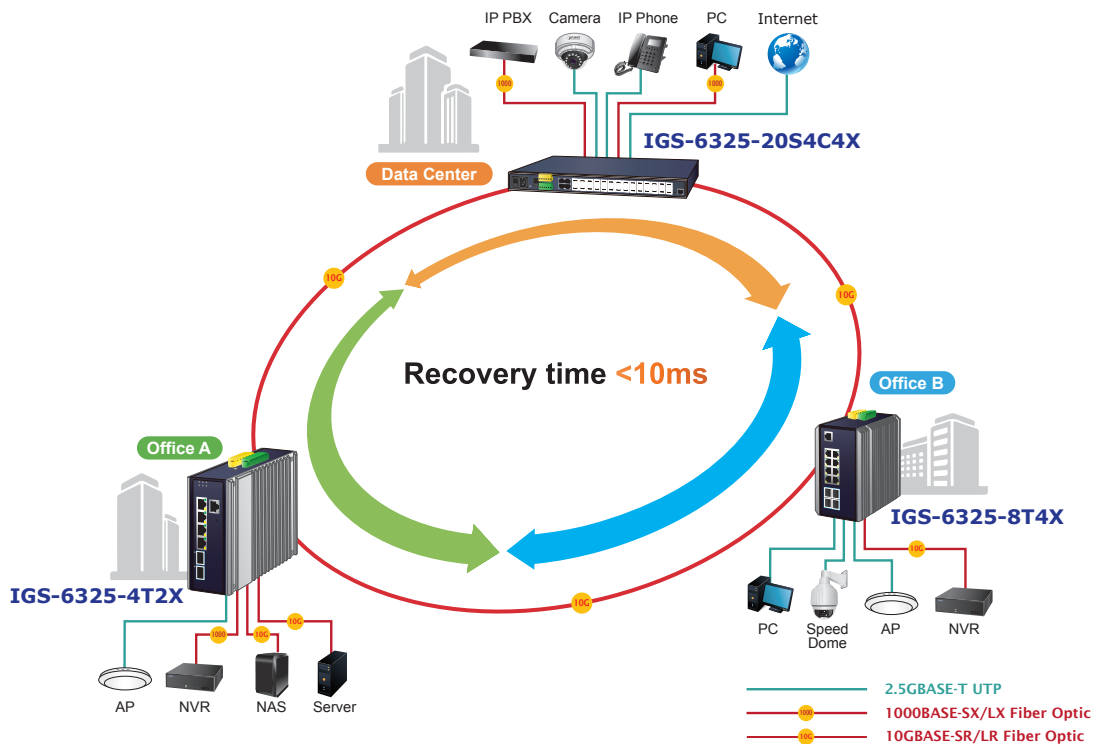 IP PBX
Camera
IP Phone
PC
Internet
1000
1000
IGS-6325-20S4C4X
Data Center
10G
10G
Recovery time <10ms
Office B
Office A
IGS-6325-8T4X
10G
IGS-6325-4T2X
10G
1000
10G
10G
PC
Speed
Dome
AP
NVR
AP
NVR
NAS
Server
2.5GBASE-T UTP
1000
1000BASE-SX/LX Fiber Optic
10G
10GBASE-SR/LR Fiber Optic